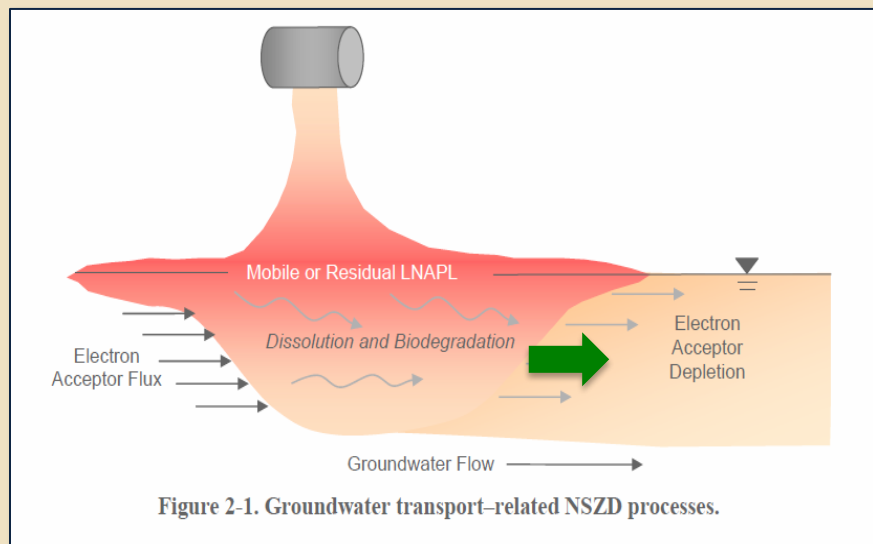 Mobile or Residual LNAPL
Dissolution and Biodegradation
Electron
Acceptor Flux
Electron
Acceptor
Depletion
Groundwater Flow
Figure 2-1. Groundwater transport–related NSZD processes.